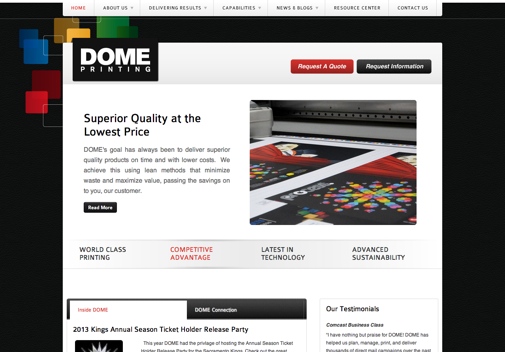 HOME ABOUT US DELIVERING RESULTS CAPABILITIES NEWS & BLOGS RESOURCE CENTER CONTACT US
DOME
PRINTING
Request A Quote Request Information
Superior Quality at the
Lowest Price
DOME's goal has always been to deliver superior
quality products on time and with lower costs. We
achieve this using lean methods that minimize
waste and maximize value, passing the savings on
to you, our customer.
Read More
WORLD CLASS
PRINTING
COMPETITIVE
ADVANTAGE
LATEST IN
TECHNOLOGY
ADVANCED
SUSTAINABILITY
Inside DOME DOME Connection
2013 Kings Annual Season Ticket Holder Release Party
This year DOME had the privilege of hosting the Annual Season Ticket
Holder Release Party for the Sacramento Kings. Check out the great
Our Testimonials
Comcast Business Class
"I have nothing but praise for DOME! DOME has
helped us plan, manage, print, and deliver
thousands of direct mail campaigns over the past